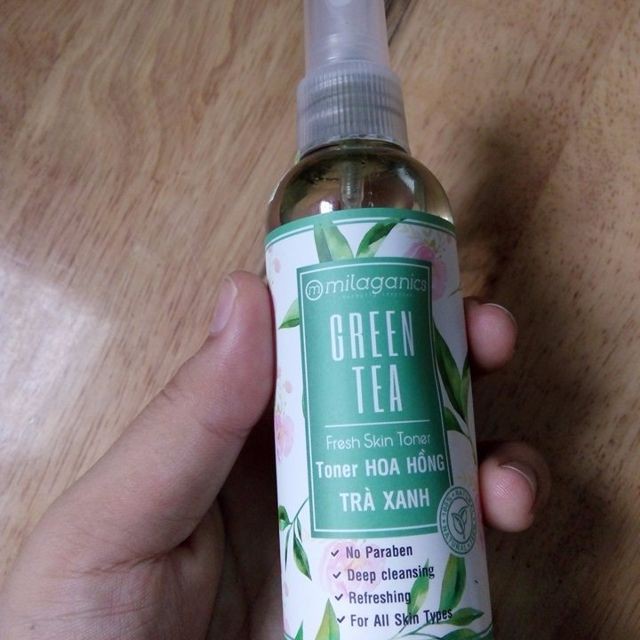 milaganics
GREEN
TEA
Fresh Skin Toner
Toner HOA HỒNG
TRÀ XANH
✓ No Paraben
✓ Deep cleansing
✓ Refreshing
✓ For All Skin Types